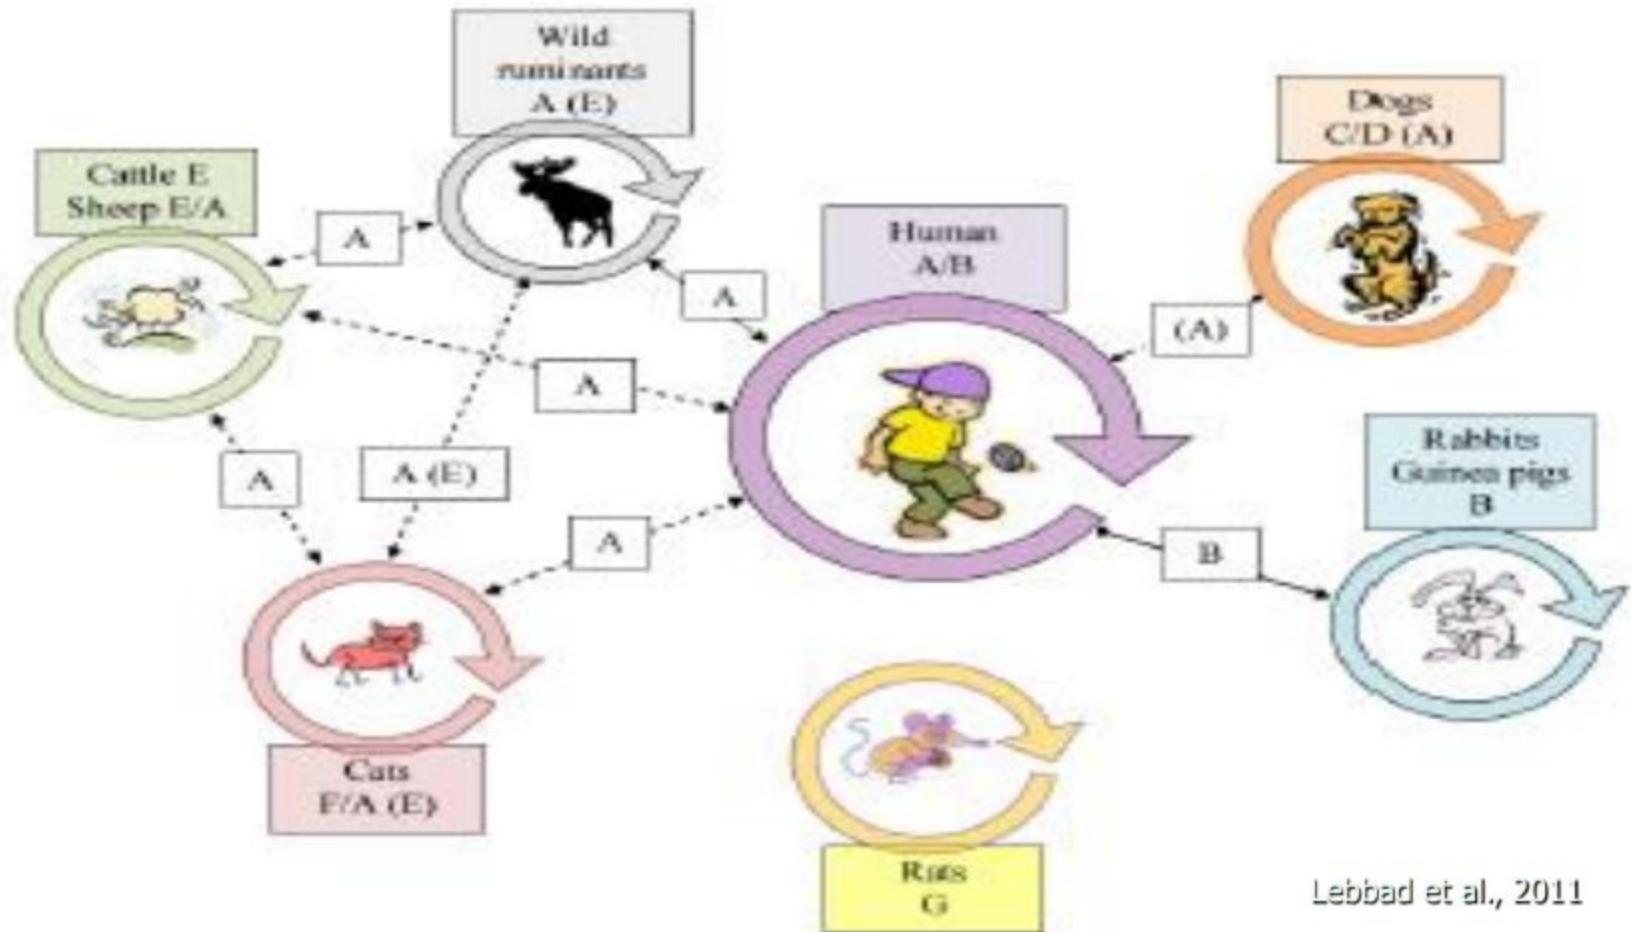 Wild
ruminants
A (E)
Dogs
C/D (A)
Cattle E
Sheep E/A
A
Human
A/B
A
(A)
A
Rabbits
Guinea pigs
B
A
A (E)
A
B
Cats
F/A (E)
Rats
G
Lebbad et al., 2011